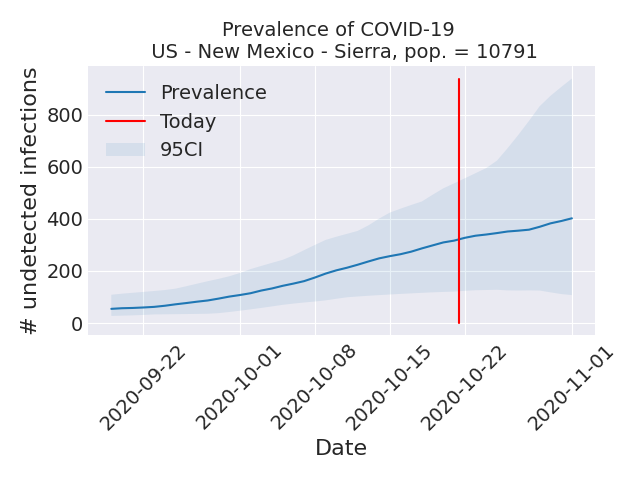 Prevalence of COVID-19
US - New Mexico - Sierra, pop. = 10791
# undetected infections
800
600
400
200
0
Prevalence
Today
95CI
2020-09-22
2020-10-01
2020-10-08
2020-10-15
2020-10-22
2020-11-01
Date